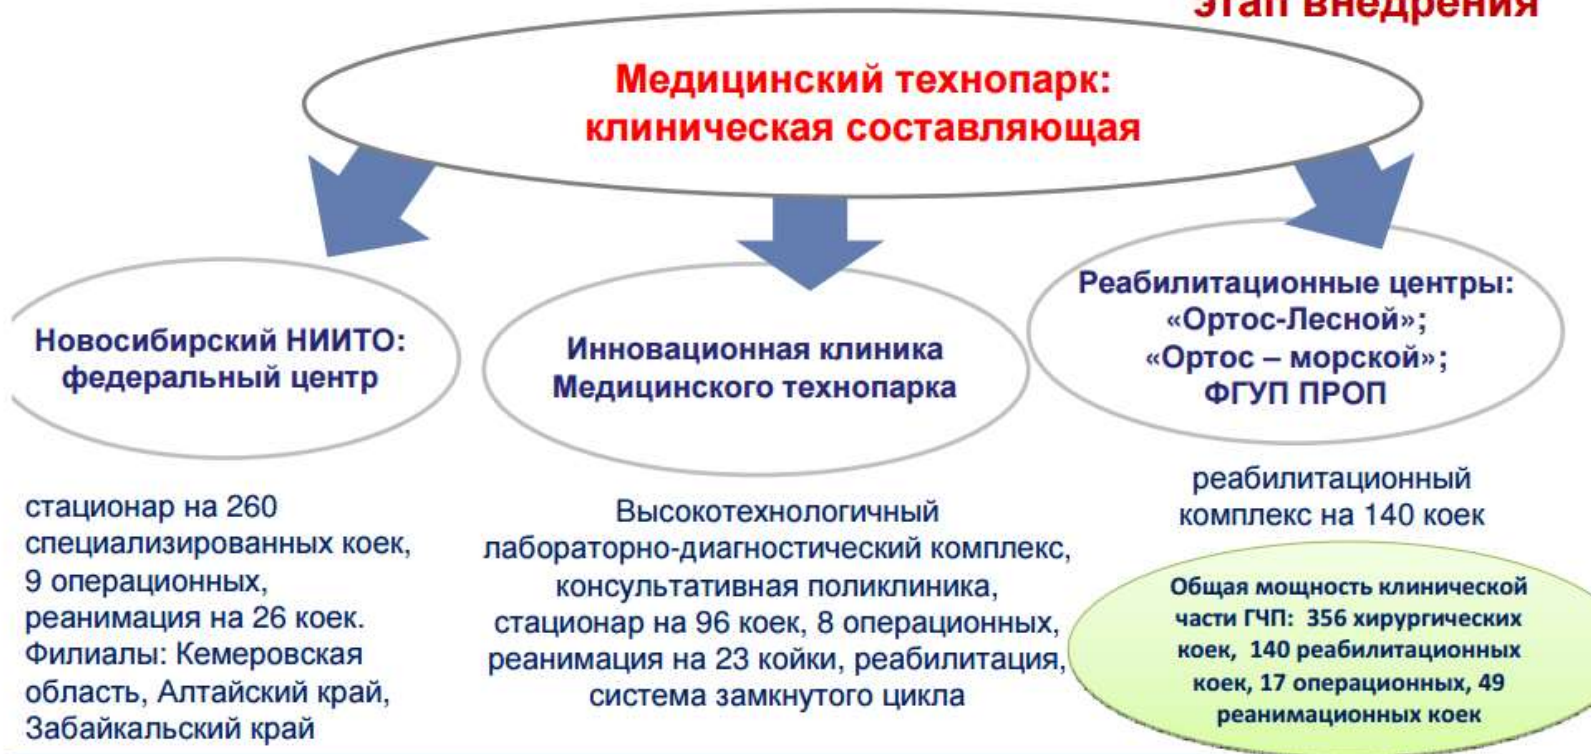 этап внедрения
Медицинский технопарк:
клиническая составляющая
Новосибирский НИИТО:
федеральный центр
Инновационная клиника
Медицинского технопарка
Реабилитационные центры:
«Ортос-Лесной»;
«Ортос – морской»;
ФГУП ПРОП
стационар на 260
специализированных коек,
9 операционных,
реанимация на 26 коек.
Филиалы: Кемеровская
область, Алтайский край,
Забайкальский край
Высокотехнологичный
лабораторно-диагностический комплекс,
консультативная поликлиника,
стационар на 96 коек, 8 операционных,
реанимация на 23 койки, реабилитация,
система замкнутого цикла
реабилитационный
комплекс на 140 коек
Общая мощность клинической
части ГЧП: 356 хирургических
коек, 140 реабилитационных
коек, 17 операционных, 49
реанимационных коек